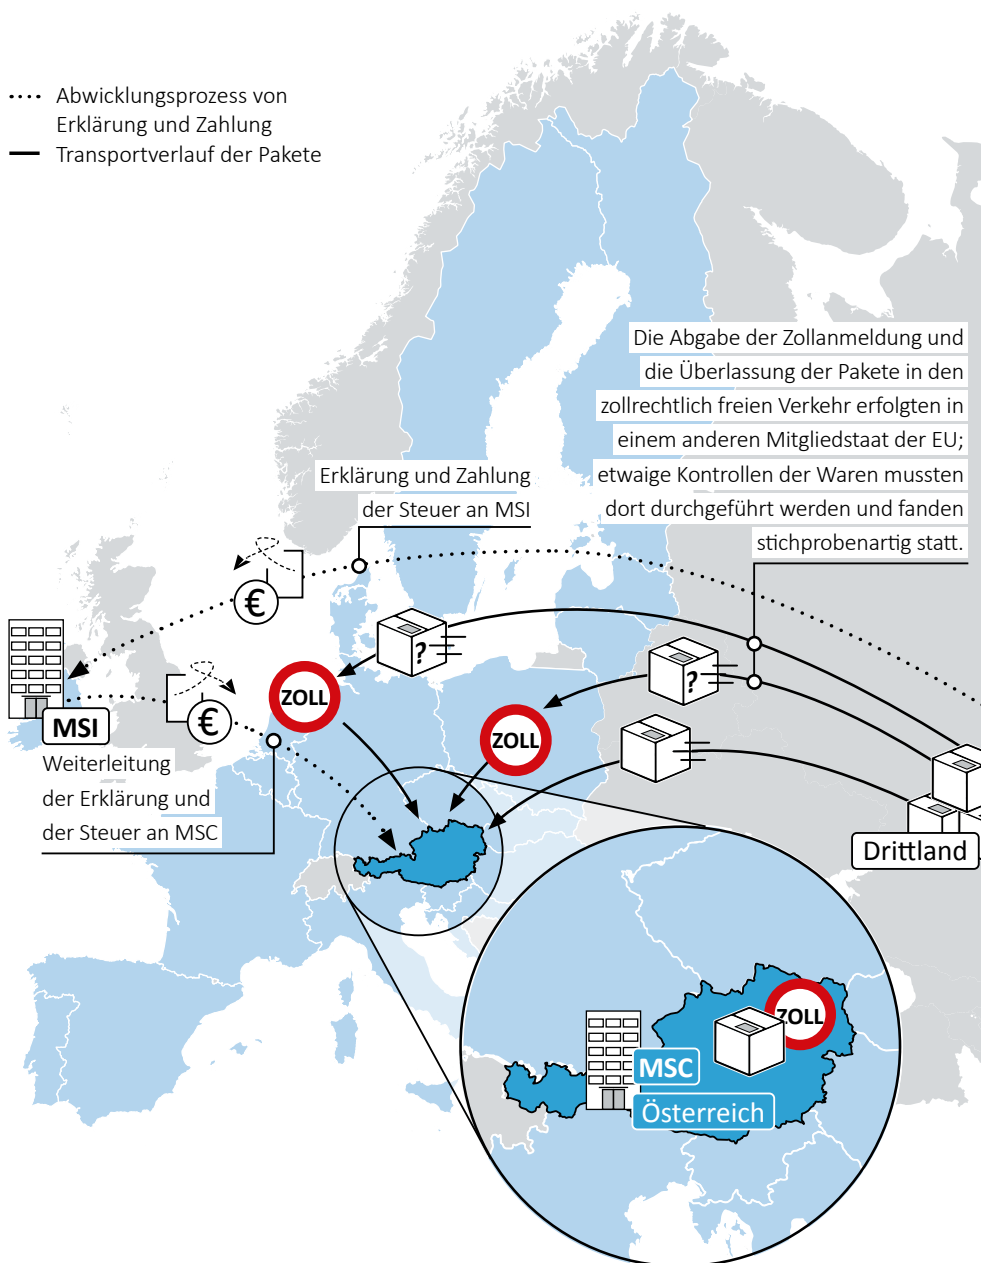 Abwicklungsprozess von
Erklärung und Zahlung
Transportverlauf der Pakete
Die Abgabe der Zollanmeldung und
die Überlassung der Pakete in den
zollrechtlich freien Verkehr erfolgten in
einem anderen Mitgliedstaat der EU;
etwaige Kontrollen der Waren mussten
dort durchgeführt werden und fanden
stichprobenartig statt.
Erklärung und Zahlung
der Steuer an MSI
€
?
?
ZOLL
€
MSI
ZOLL
Weiterleitung
der Erklärung und
der Steuer an MSC
Drittland
ZOLL
MSC
Österreich